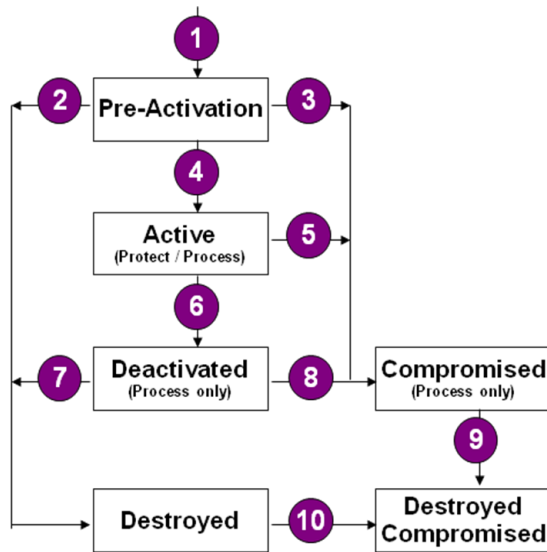 1
2
Pre-Activation
3
4
Active
(Protect / Process)
5
6
7
Deactivated
(Process only)
8
Compromised
(Process only)
9
Destroyed
10
Destroyed
Compromised